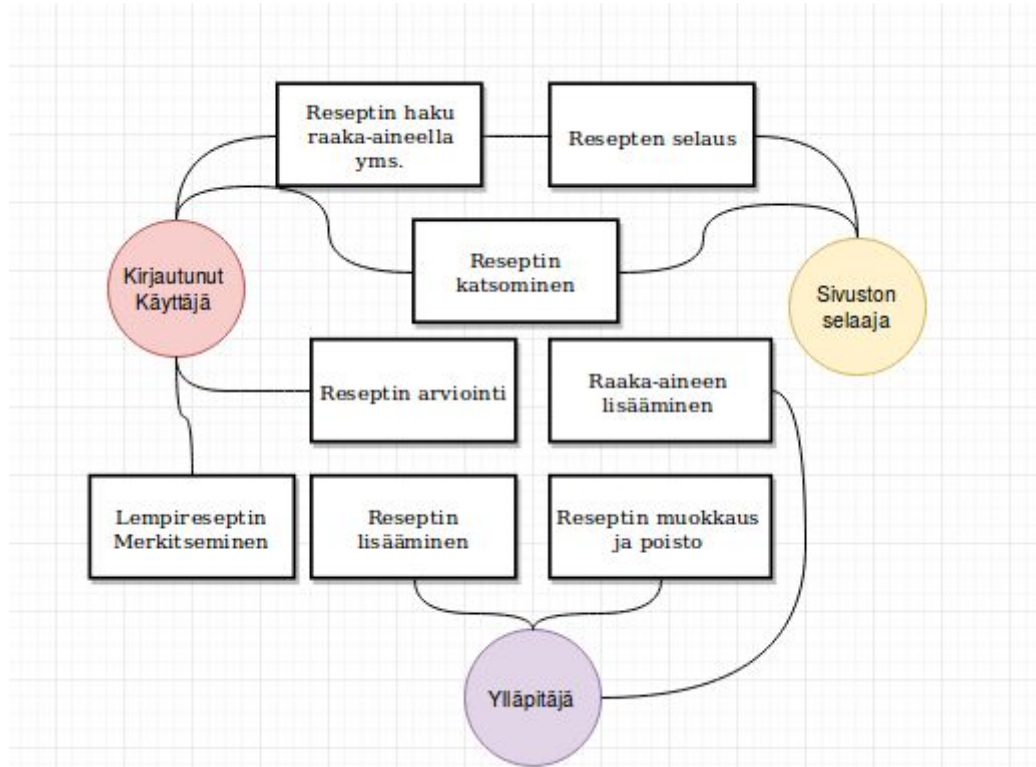 Reseptin haku
raaka-aineella
yms.
Resepten selaus
Reseptin
katsominen
Kirjautunut
Käyttäjä
Sivuston
selaaja
Reseptin arviointi
Raaka-aineen
lisääminen
Lempireseptin
Merkitseminen
Reseptin
lisääminen
Reseptin muokkaus
ja poisto
Ylläpitäjä